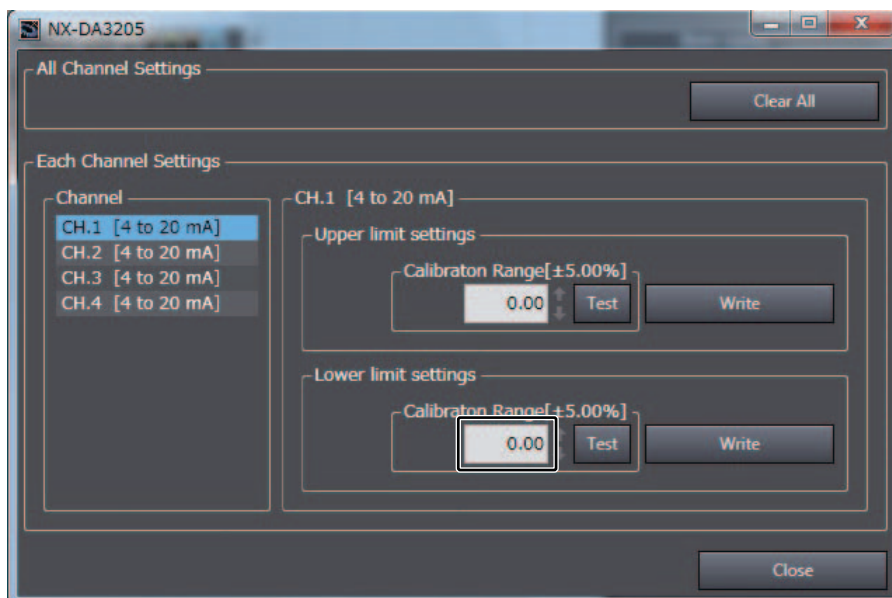 NX-DA3205
All Channel Settings
Clear All
Each Channel Settings
Channel
CH.1 [4 to 20 mA]
CH.2 [4 to 20 mA]
CH.3 [4 to 20 mA]
CH.4 [4 to 20 mA]
CH.1 [4 to 20 mA]
Upper limit settings
Calibraton Range[±5.00%]
0.00 Test Write
Lower limit settings
Calibraton Range[±5.00%]
0.00 Test Write
Close